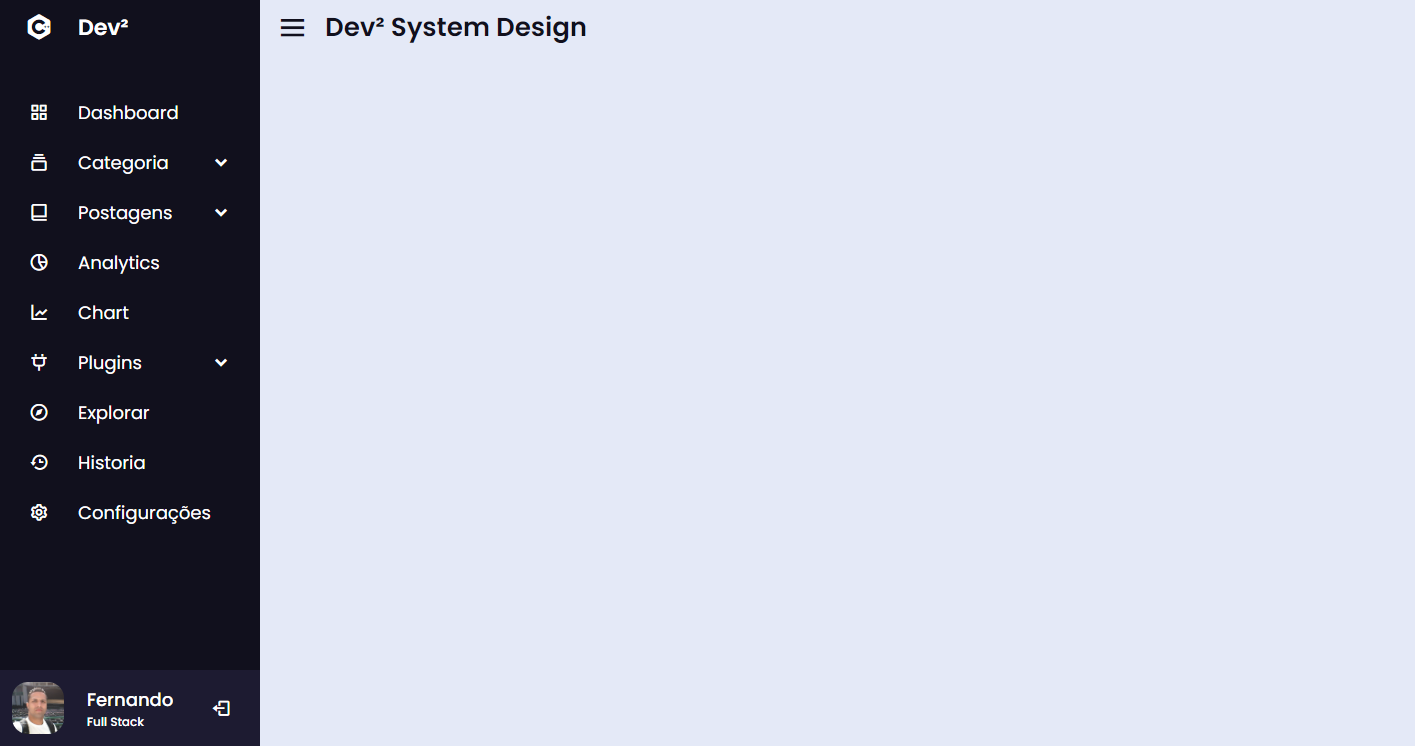 Dev²
Dev² System Design
Dashboard
Categoria
Postagens
Analytics
Chart
Plugins
Explorar
Historia
Configurações
Fernando
Full Stack